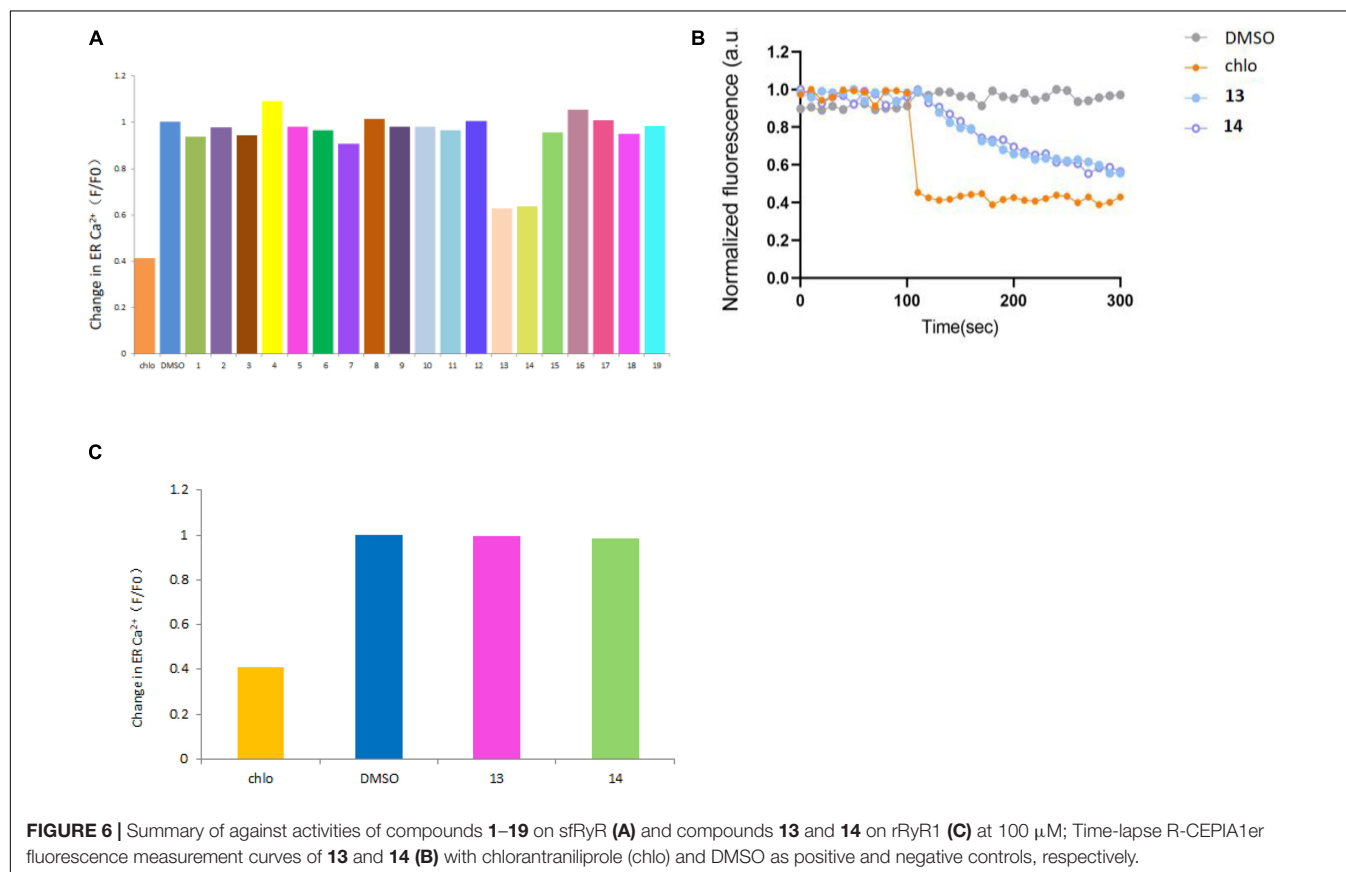 A
Change in ER Ca²⁺ (F/F0)
1.2
1
0.8
0.6
0.4
0.2
0
chlo DMSO 1 2 3 4 5 6 7 8 9 10 11 12 13 14 15 16 17 18 19
B
Normalized fluorescence (a.u
1.2
1.0
0.8
0.6
0.4
0.2
0.0
0 100 200 300
Time(sec)
DMSO
chlo
13
14
C
Change in ER Ca²⁺ (F/F0)
1.2
1
0.8
0.6
0.4
0.2
0
chlo DMSO 13 14
FIGURE 6 | Summary of against activities of compounds 1–19 on sfRyR (A) and compounds 13 and 14 on rRyR1 (C) at 100 μM; Time-lapse R-CEPIA1er
fluorescence measurement curves of 13 and 14 (B) with chlorantraniliprole (chlo) and DMSO as positive and negative controls, respectively.